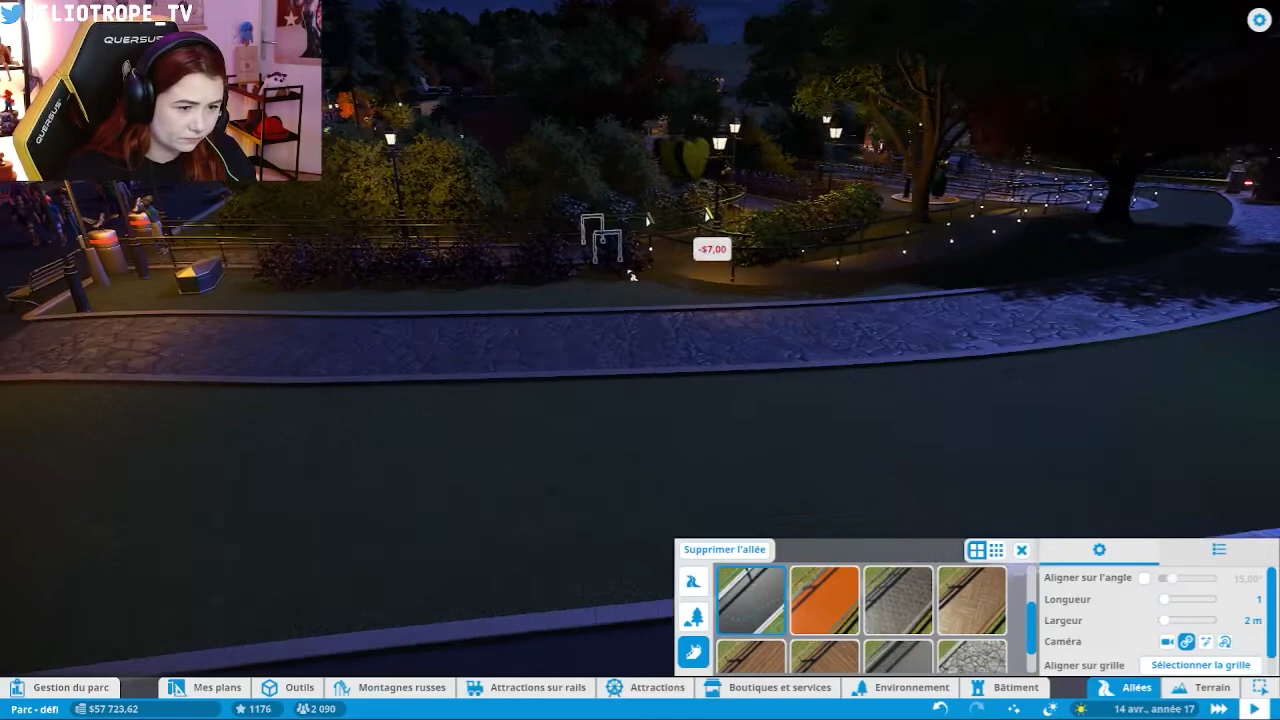 HELIOTROPE_TV
QUERSUS
QUERSUS
-$7,00
Supprimer l'allée
Aligner sur l'angle
15,00°
Longueur
1
Largeur
2 m
Caméra
Aligner sur grille
Sélectionner la grille
Gestion du parc
Mes plans
Outils
Montagnes russes
Attractions sur rails
Attractions
Boutiques et services
Environnement
Bâtiment
Allées
Terrain
Parc - défi
$57 723,62
1176
2 090
14 avr., année 17